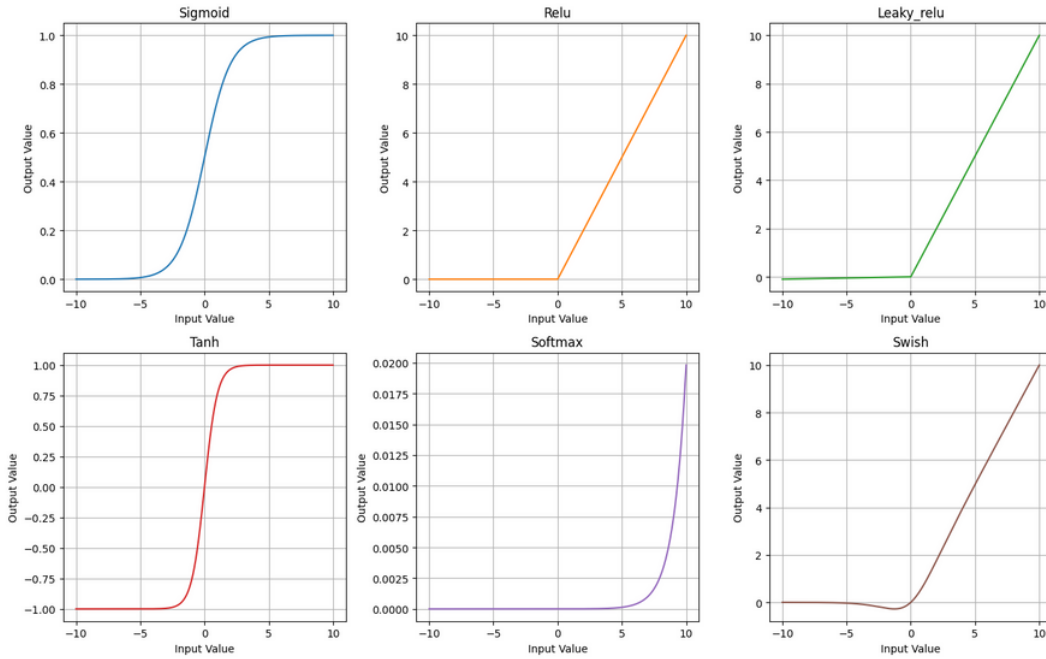 Sigmoid
1.0
0.8
0.6
0.4
0.2
0.0
Output Value
−10 −5 0 5 10
Input Value
Relu
10
8
6
4
2
0
Output Value
−10 −5 0 5 10
Input Value
Leaky_relu
10
8
6
4
2
0
Output Value
−10 −5 0 5 10
Input Value
Tanh
1.00
0.75
0.50
0.25
0.00
−0.25
−0.50
−0.75
−1.00
Output Value
−10 −5 0 5 10
Input Value
Softmax
0.0200
0.0175
0.0150
0.0125
0.0100
0.0075
0.0050
0.0025
0.0000
Output Value
−10 −5 0 5 10
Input Value
Swish
10
8
6
4
2
0
Output Value
−10 −5 0 5 10
Input Value